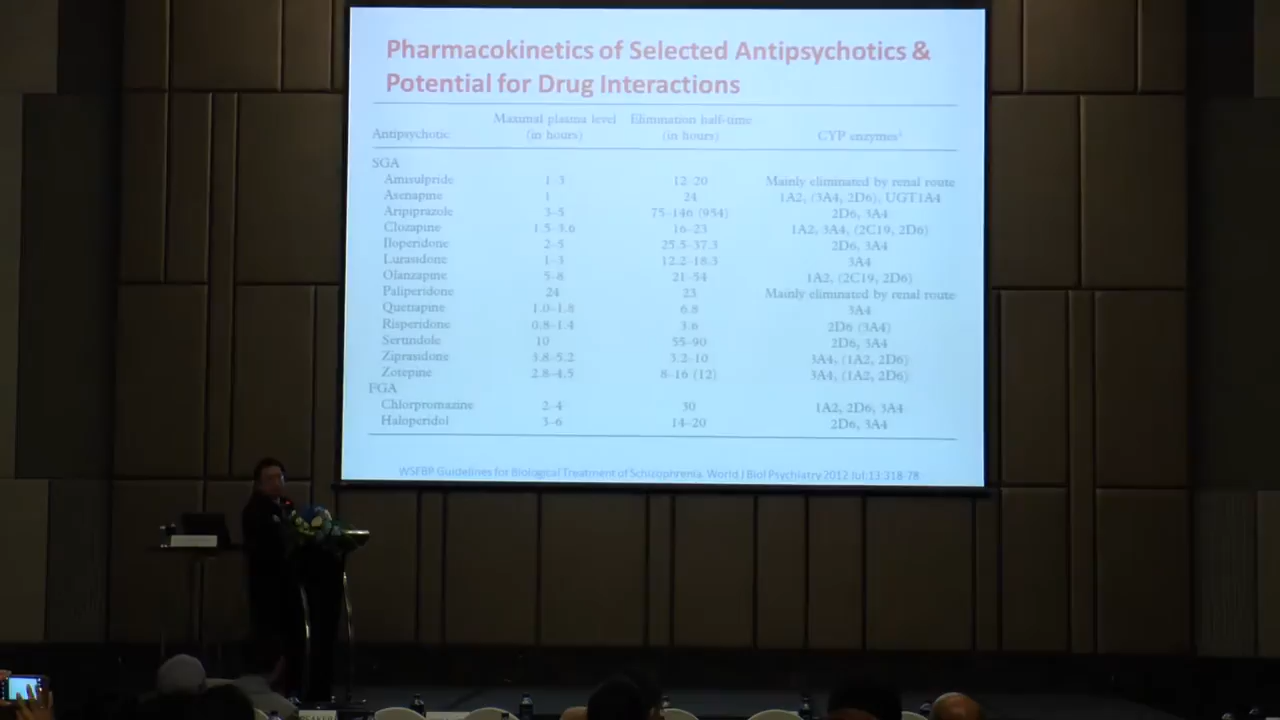 Pharmacokinetics of Selected Antipsychotics &
Potential for Drug Interactions
Antipsychotic Maximal plasma level (in hours) Elimination half-time (in hours) CYP enzymes¹
SGA
Amisulpride 1–3 12–20 Mainly eliminated by renal route
Asenapine 1 24 1A2, (3A4, 2D6), UGT1A4
Aripiprazole 3–5 75–146 (954) 2D6, 3A4
Clozapine 1.5–3.6 16–23 1A2, 3A4, (2C19, 2D6)
Iloperidone 2–5 25.5–37.3 2D6, 3A4
Lurasidone 1–3 12.2–18.3 3A4
Olanzapine 5–8 21–54 1A2, (2C19, 2D6)
Paliperidone 24 23 Mainly eliminated by renal route
Quetiapine 1.0–1.8 6.8 3A4
Risperidone 0.8–1.4 3.6 2D6 (3A4)
Sertindole 10 55–90 2D6, 3A4
Ziprasidone 3.8–5.2 3.2–10 3A4, (1A2, 2D6)
Zotepine 2.8–4.5 8–16 (12) 3A4, (1A2, 2D6)
FGA
Chlorpromazine 2–4 30 1A2, 2D6, 3A4
Haloperidol 3–6 14–20 2D6, 3A4
WSFBP Guidelines for Biological Treatment of Schizophrenia. World J Biol Psychiatry 2012 Jul;13:318-78